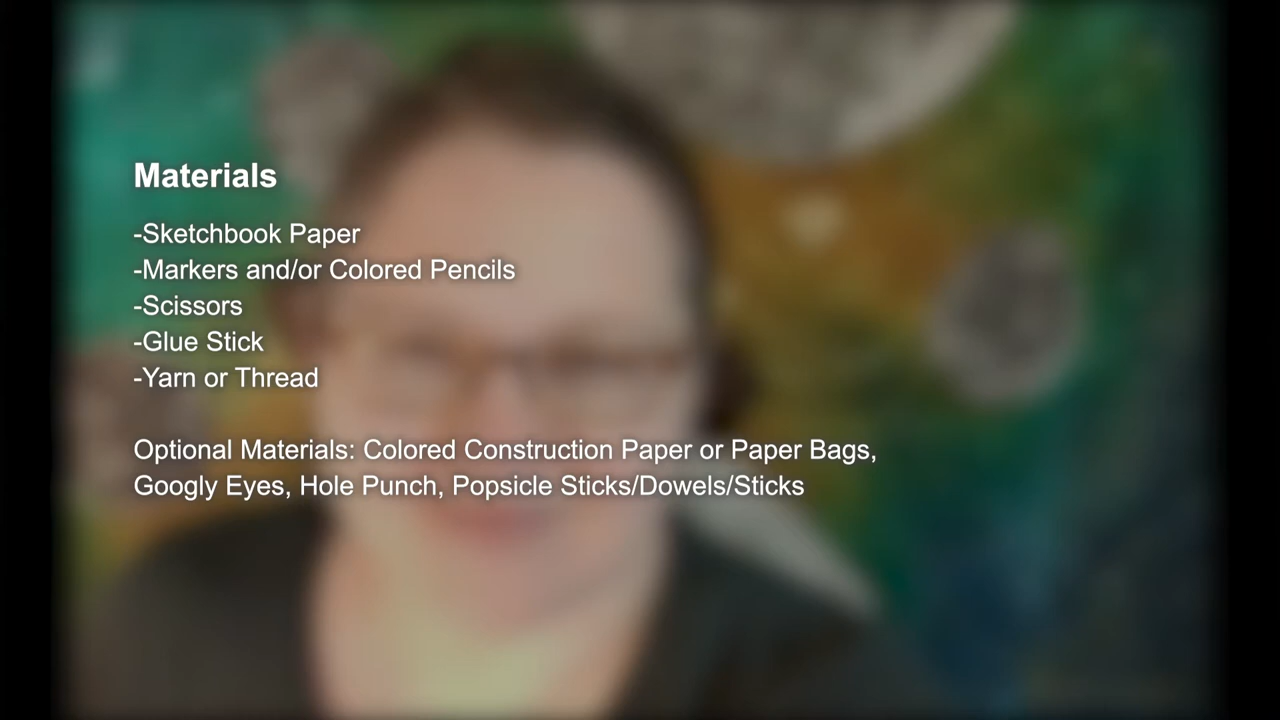 Materials
-Sketchbook Paper
-Markers and/or Colored Pencils
-Scissors
-Glue Stick
-Yarn or Thread
Optional Materials: Colored Construction Paper or Paper Bags,
Googly Eyes, Hole Punch, Popsicle Sticks/Dowels/Sticks